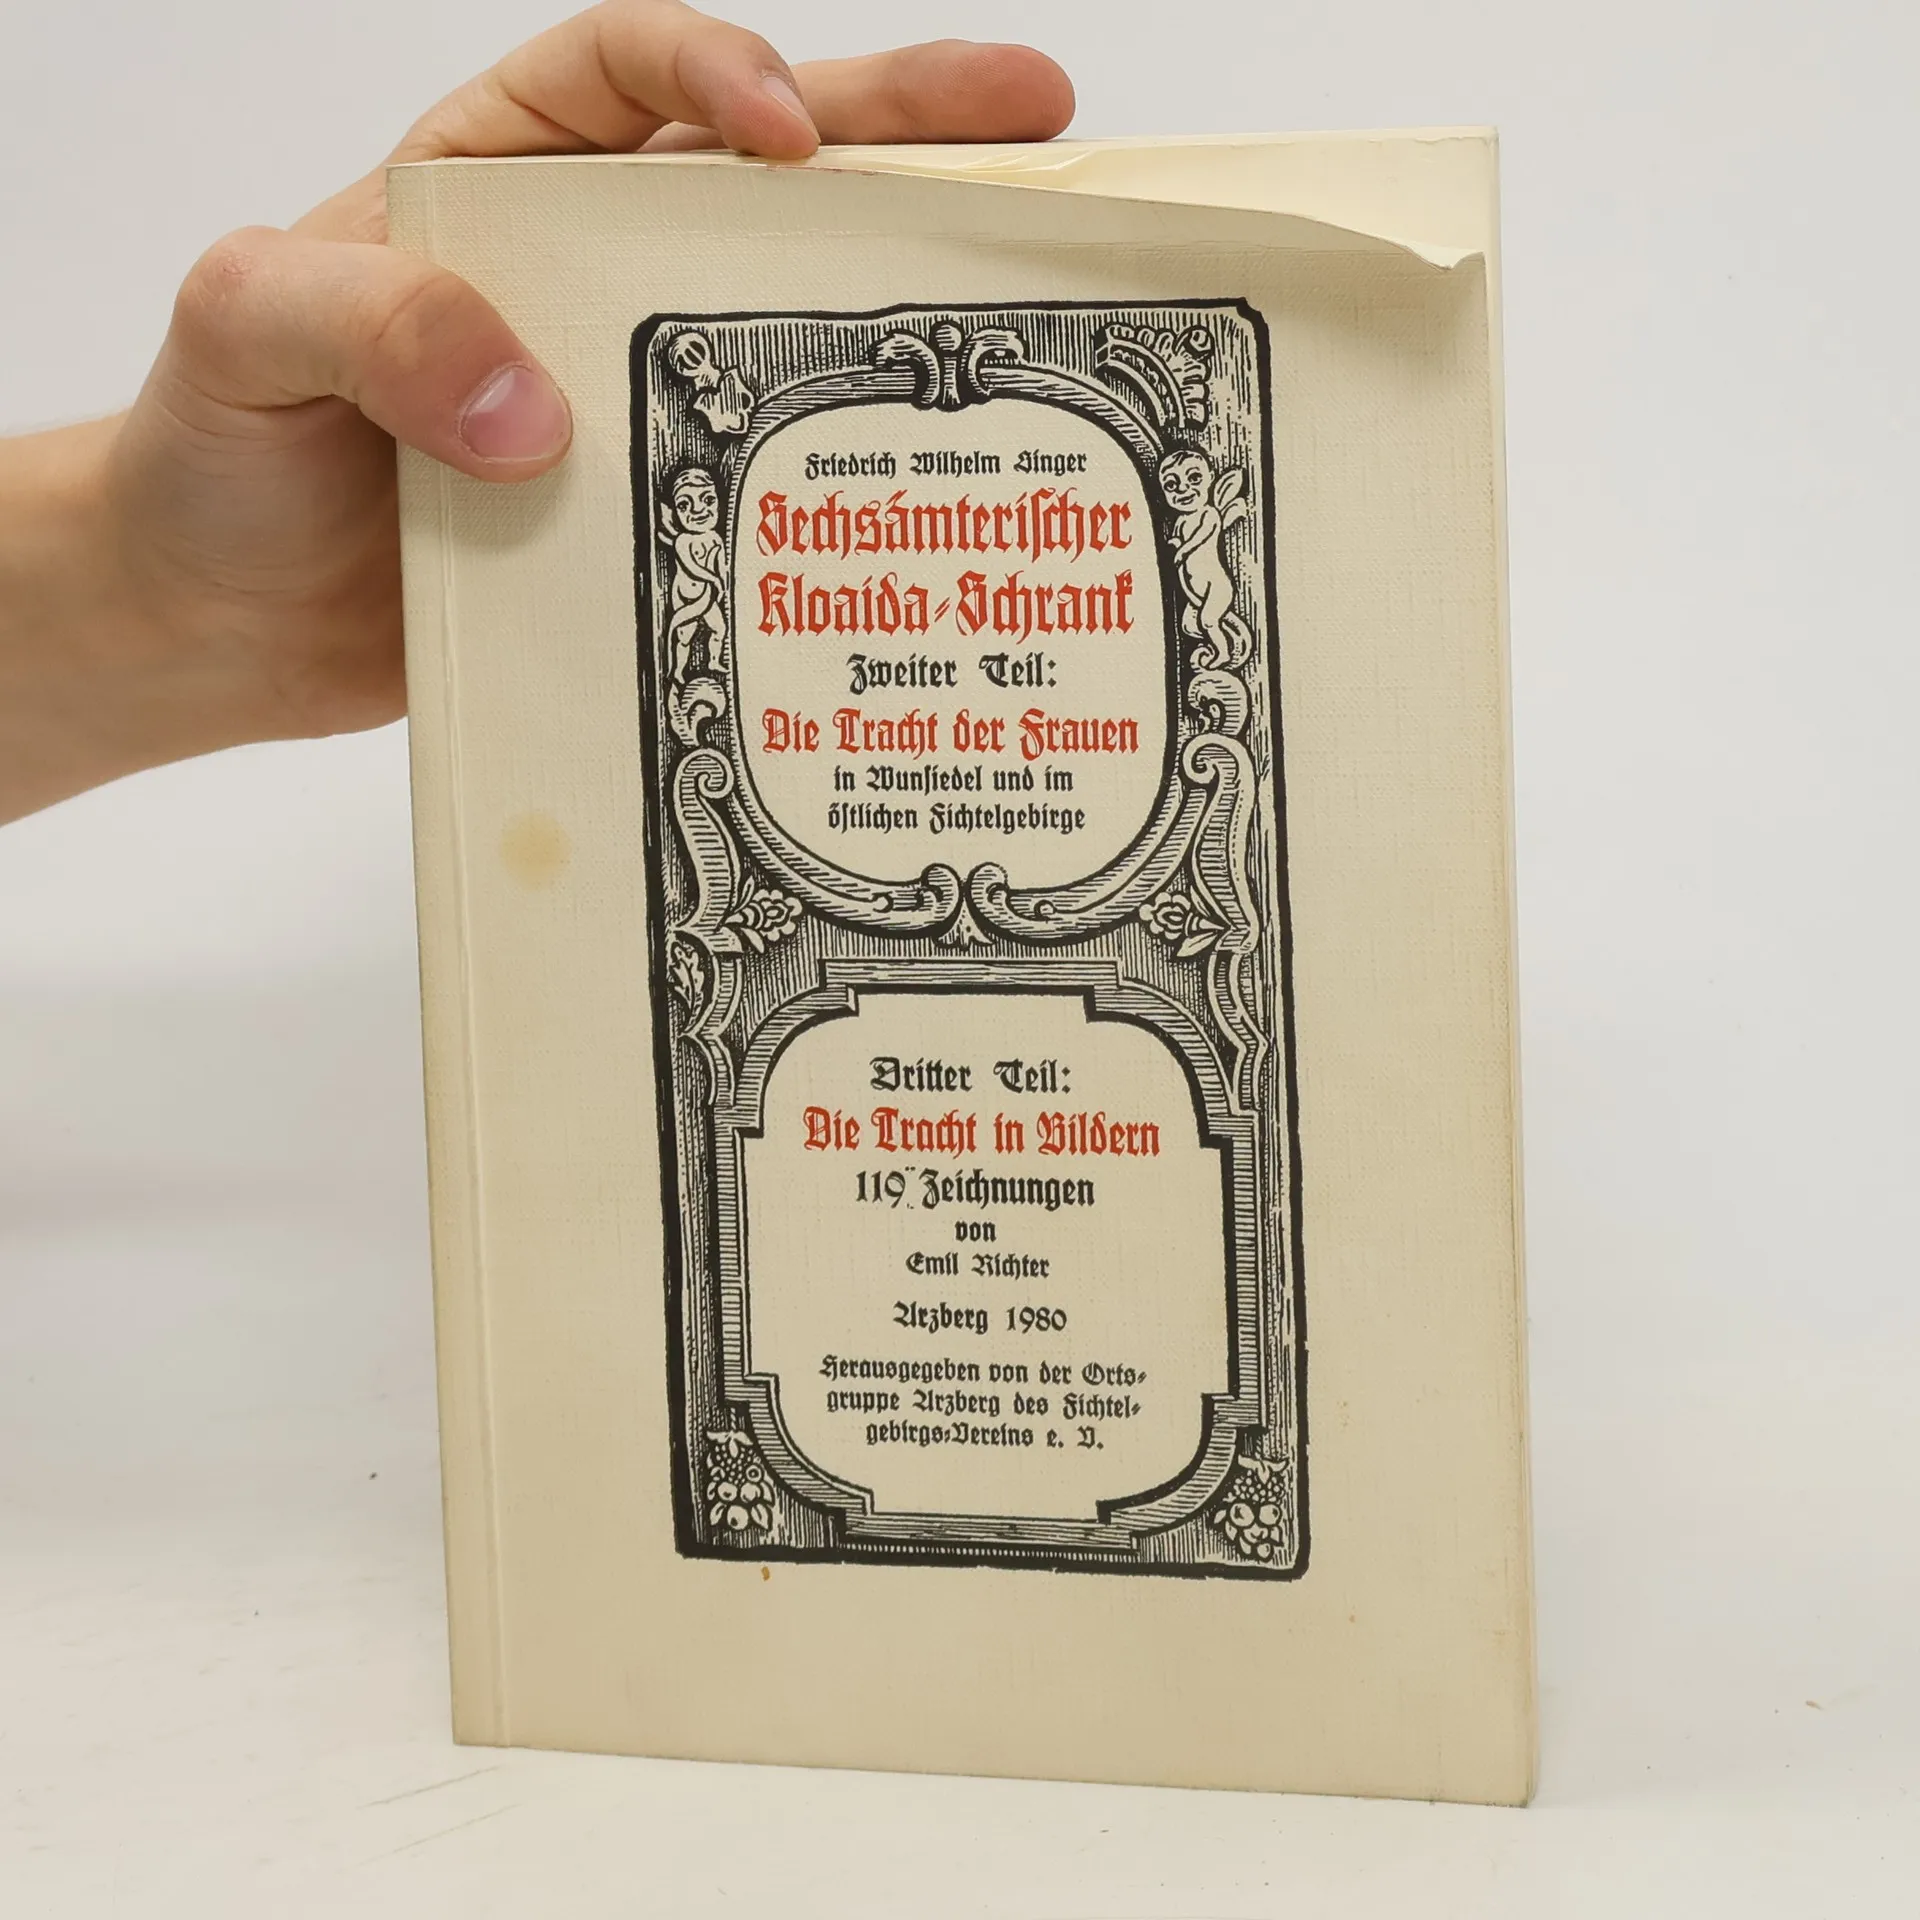 Friedrich Wilhelm Singer
Sechsämterischer
Kloaida-Schrank
Zweiter Teil:
Die Tracht der Frauen
in Wunsiedel und im
östlichen Fichtelgebirge
Dritter Teil:
Die Tracht in Bildern
119 Zeichnungen
von
Emil Richter
Arzberg 1980
Herausgegeben von der Orts-
gruppe Arzberg des Fichtel-
gebirgs-Vereins e. V.